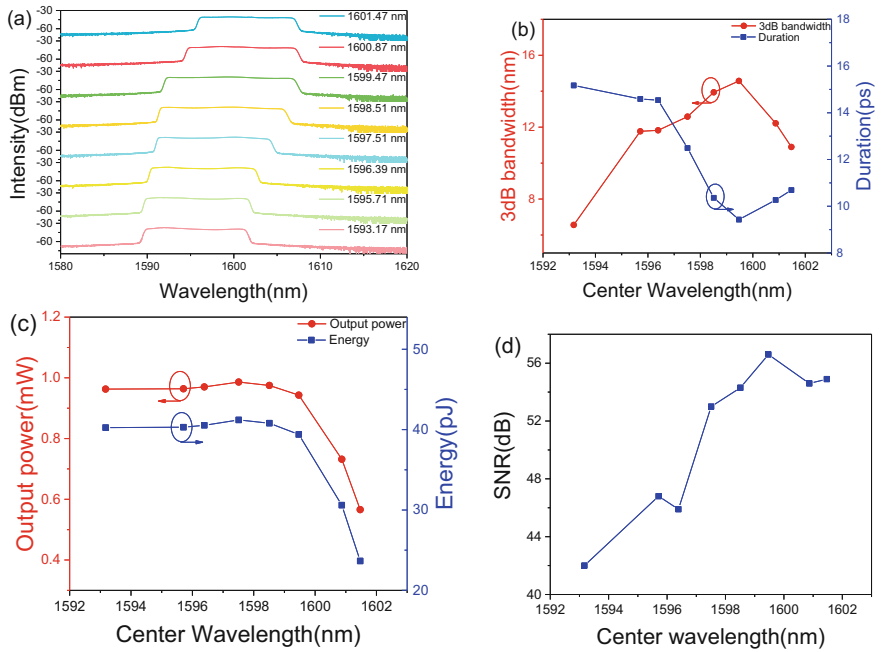 (a)
-30
-60
-30
-60
-30
-60
-30
-60
-30
-60
-30
-60
-30
-60
-30
-60
1601.47 nm
1600.87 nm
1599.47 nm
1598.51 nm
1597.51 nm
1596.39 nm
1595.71 nm
1593.17 nm
Intensity(dBm)
1580 1590 1600 1610 1620
Wavelength(nm)
(b)
3dB bandwidth
Duration
16
12
8
3dB bandwidth(nm)
18
16
14
12
10
8
Duration(ps)
1592 1594 1596 1598 1600 1602
Center Wavelength(nm)
(c)
Output power
Energy
1.2
1.0
0.8
0.6
0.4
Output power(mW)
50
40
30
20
Energy(pJ)
1592 1594 1596 1598 1600 1602
Center Wavelength(nm)
(d)
56
52
48
44
40
SNR(dB)
1592 1594 1596 1598 1600 1602
Center wavelength(nm)